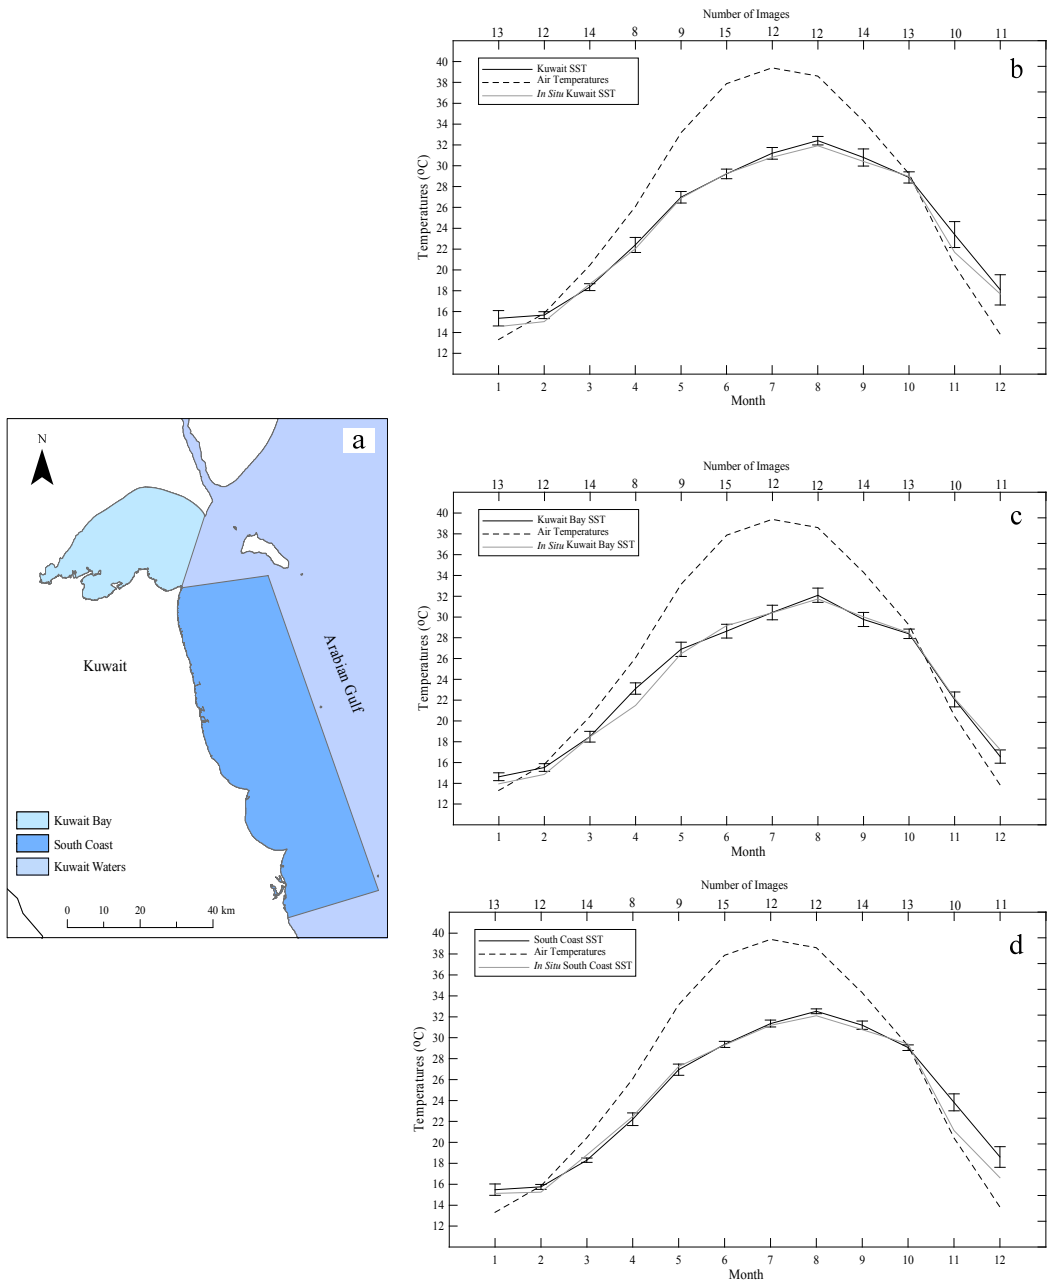 Number of Images
13 12 14 8 9 15 12 12 14 13 10 11
b
Kuwait SST
Air Temperatures
In Situ Kuwait SST
40
38
36
34
32
30
28
26
24
22
20
18
16
14
12
Temperatures (ºC)
1 2 3 4 5 6 7 8 9 10 11 12
Month
a
N
Kuwait
Arabian Gulf
Kuwait Bay
South Coast
Kuwait Waters
0 10 20 40 km
Number of Images
13 12 14 8 9 15 12 12 14 13 10 11
c
Kuwait Bay SST
Air Temperatures
In Situ Kuwait Bay SST
40
38
36
34
32
30
28
26
24
22
20
18
16
14
12
Temperatures (ºC)
1 2 3 4 5 6 7 8 9 10 11 12
Month
Number of Images
13 12 14 8 9 15 12 12 14 13 10 11
d
South Coast SST
Air Temperatures
In Situ South Coast SST
40
38
36
34
32
30
28
26
24
22
20
18
16
14
12
Temperatures (ºC)
1 2 3 4 5 6 7 8 9 10 11 12
Month